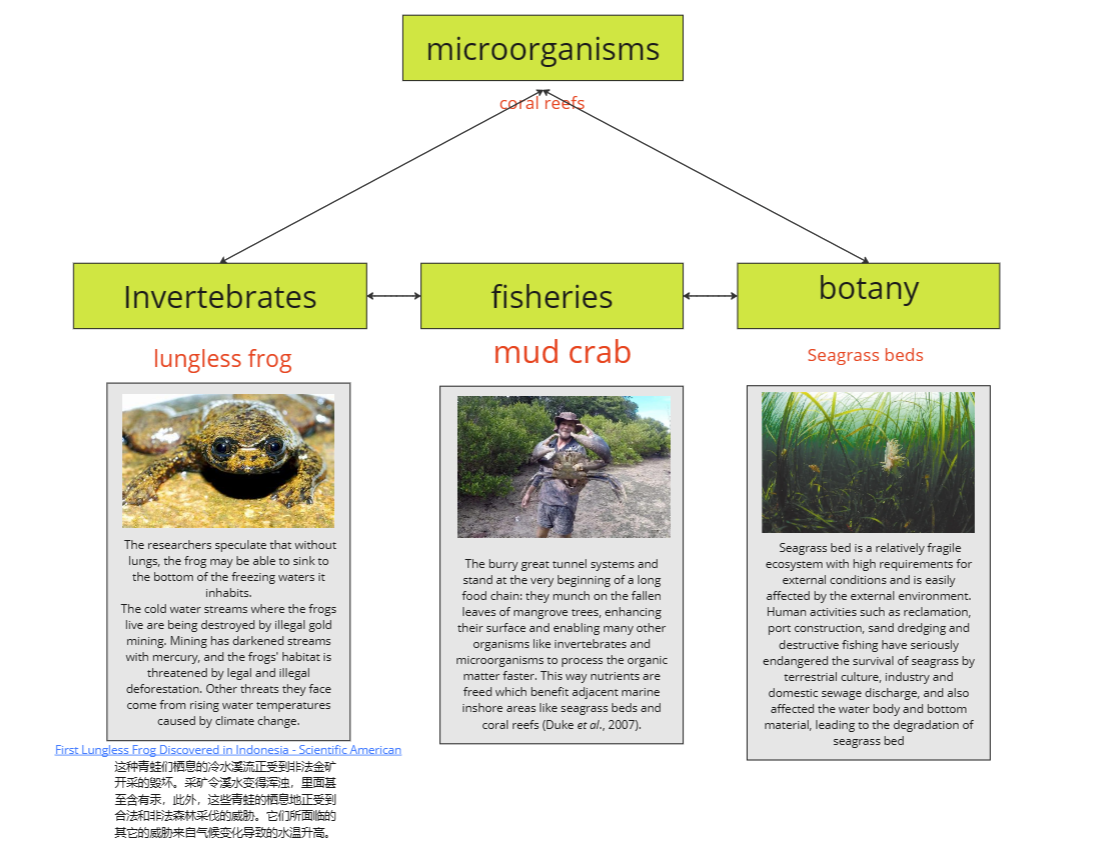 microorganisms
coral reefs
Invertebrates
fisheries
botany
lungless frog
mud crab
Seagrass beds
The researchers speculate that without
lungs, the frog may be able to sink to
the bottom of the freezing waters it
inhabits.
The cold water streams where the frogs
live are being destroyed by illegal gold
mining. Mining has darkened streams
with mercury, and the frogs' habitat is
threatened by legal and illegal
deforestation. Other threats they face
come from rising water temperatures
caused by climate change.
First Lungless Frog Discovered in Indonesia - Scientific American
这种青蛙们栖息的冷水溪流正受到非法金矿
开采的毁坏。采矿令溪水变得浑浊，里面甚
至含有汞，此外，这些青蛙的栖息地正受到
合法和非法森林采伐的威胁。它们所面临的
其它的威胁来自气候变化导致的水温升高。
The burry great tunnel systems and
stand at the very beginning of a long
food chain: they munch on the fallen
leaves of mangrove trees, enhancing
their surface and enabling many other
organisms like invertebrates and
microorganisms to process the organic
matter faster. This way nutrients are
freed which benefit adjacent marine
inshore areas like seagrass beds and
coral reefs (Duke et al., 2007).
Seagrass bed is a relatively fragile
ecosystem with high requirements for
external conditions and is easily
affected by the external environment.
Human activities such as reclamation,
port construction, sand dredging and
destructive fishing have seriously
endangered the survival of seagrass by
terrestrial culture, industry and
domestic sewage discharge, and also
affected the water body and bottom
material, leading to the degradation of
seagrass bed